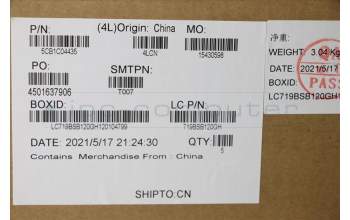 P/N: (4L)Origin: China MO:
5CB1C04435 4LCN 15430598
PO: SMTPN:
4501637906 T007
BOXID: LC P/N:
LC719BSB120GH120104799 719BSB120GH
DATE: 2021/5/17 21:24:30 QTY:
5
Contains Merchandise From : China
SHIPTO.CN
净重:
WEIGHT: 3.04
DATE: 2021/5/17
PASS
BOXID:
LC719BSB120GH1